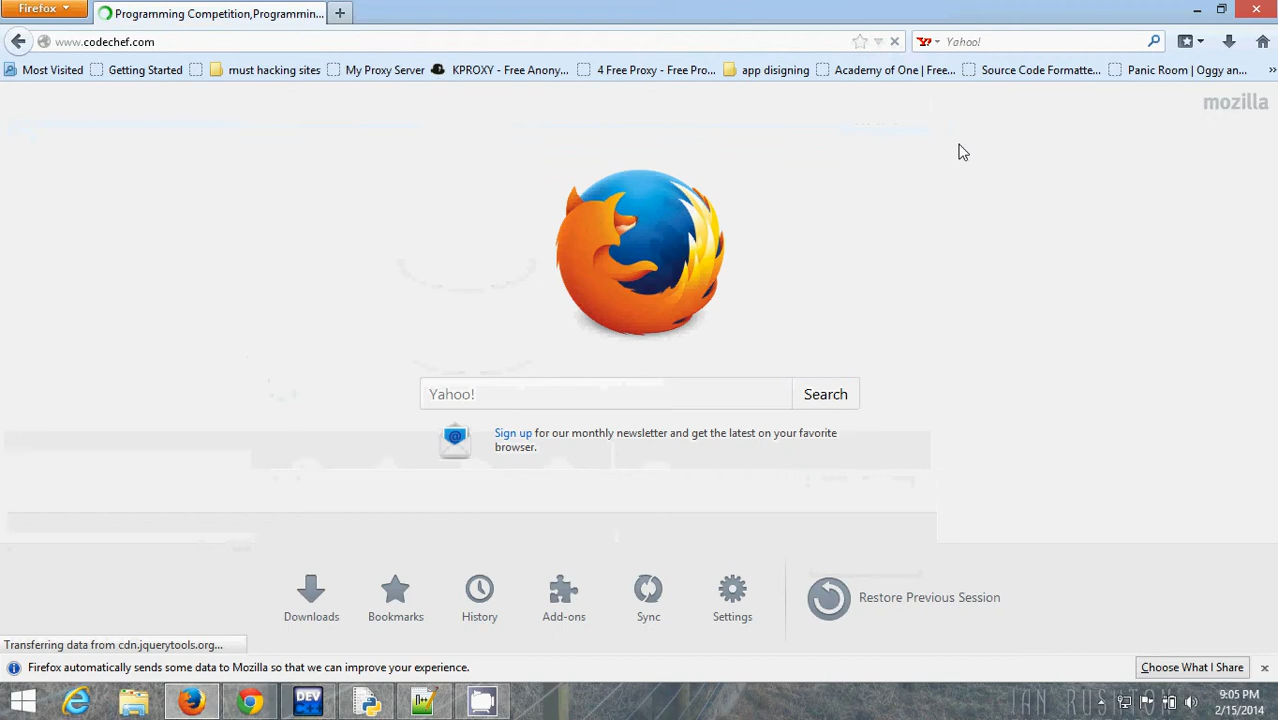 Firefox
Programming Competition,Programmin...
www.codechef.com
Yahoo!
Most Visited
Getting Started
must hacking sites
My Proxy Server
KPROXY - Free Anony...
4 Free Proxy - Free Pro...
app disigning
Academy of One | Free...
Source Code Formatte...
Panic Room | Oggy an...
mozilla
Yahoo!
Search
Sign up for our monthly newsletter and get the latest on your favorite
browser.
Downloads
Bookmarks
History
Add-ons
Sync
Settings
Restore Previous Session
Transferring data from cdn.jquerytools.org...
Firefox automatically sends some data to Mozilla so that we can improve your experience.
Choose What I Share
DEV
C++
IAN RUSHTON
9:05 PM
2/15/2014